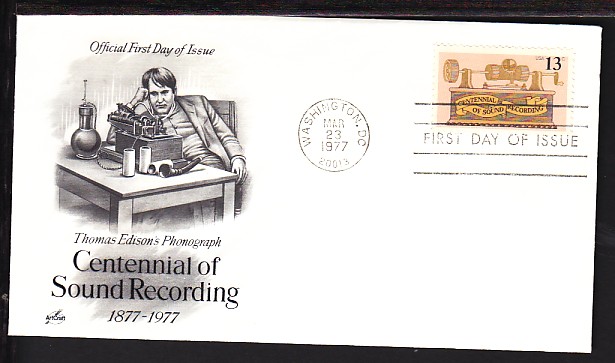 Official First Day of Issue
Thomas Edison's Phonograph
Centennial of
Sound Recording
1877-1977
ArtCraft
WASHINGTON, DC
MAR
23
1977
20013
USA 13c
CENTENNIAL
OF SOUND RECORDING
FIRST DAY OF ISSUE